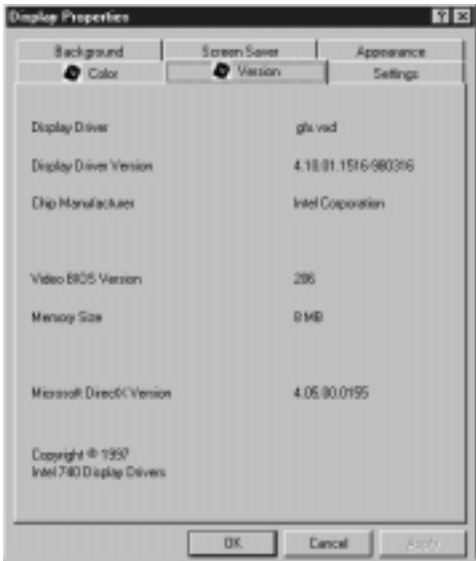 Display Properties
Background Screen Saver Appearance
Color Version Settings
Display Driver gfx.vxd
Display Driver Version 4.10.01.1516-980316
Chip Manufacturer Intel Corporation
Video BIOS Version 206
Memory Size 8 MB
Microsoft DirectX Version 4.05.00.0155
Copyright © 1997
Intel 740 Display Drivers
OK Cancel Apply